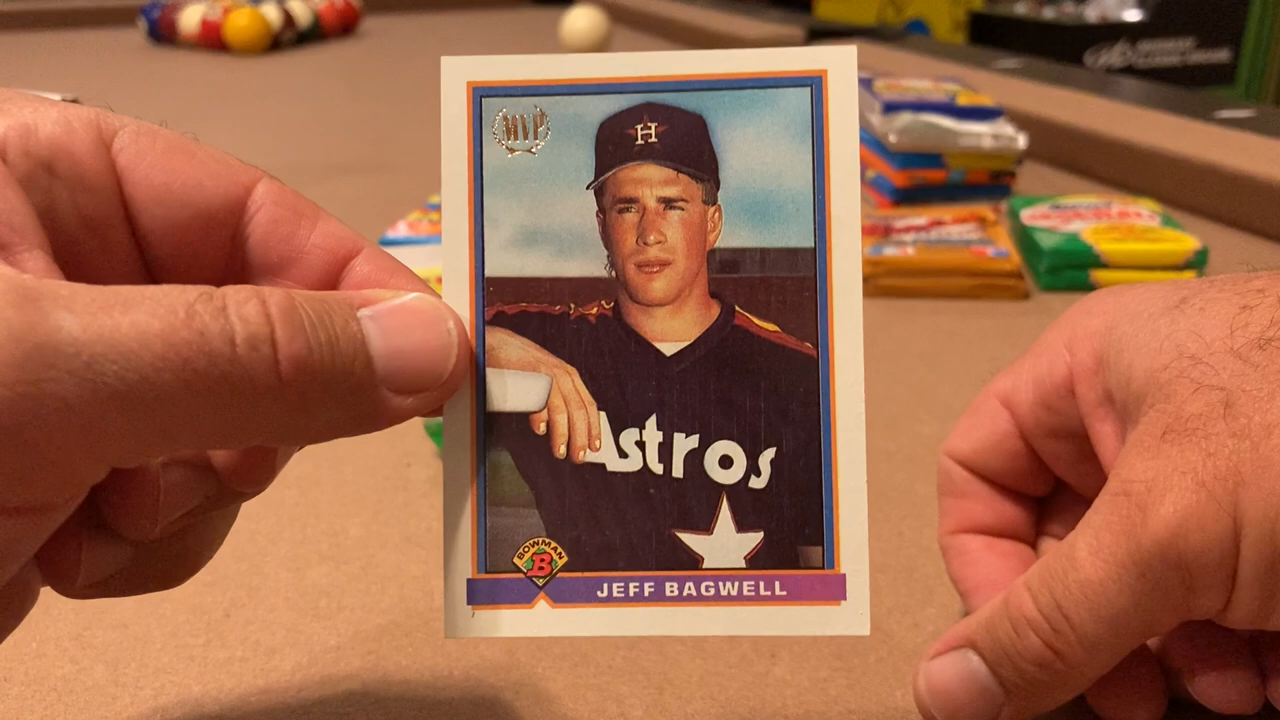 MVP
H
Astros
BOWMAN
B
JEFF BAGWELL